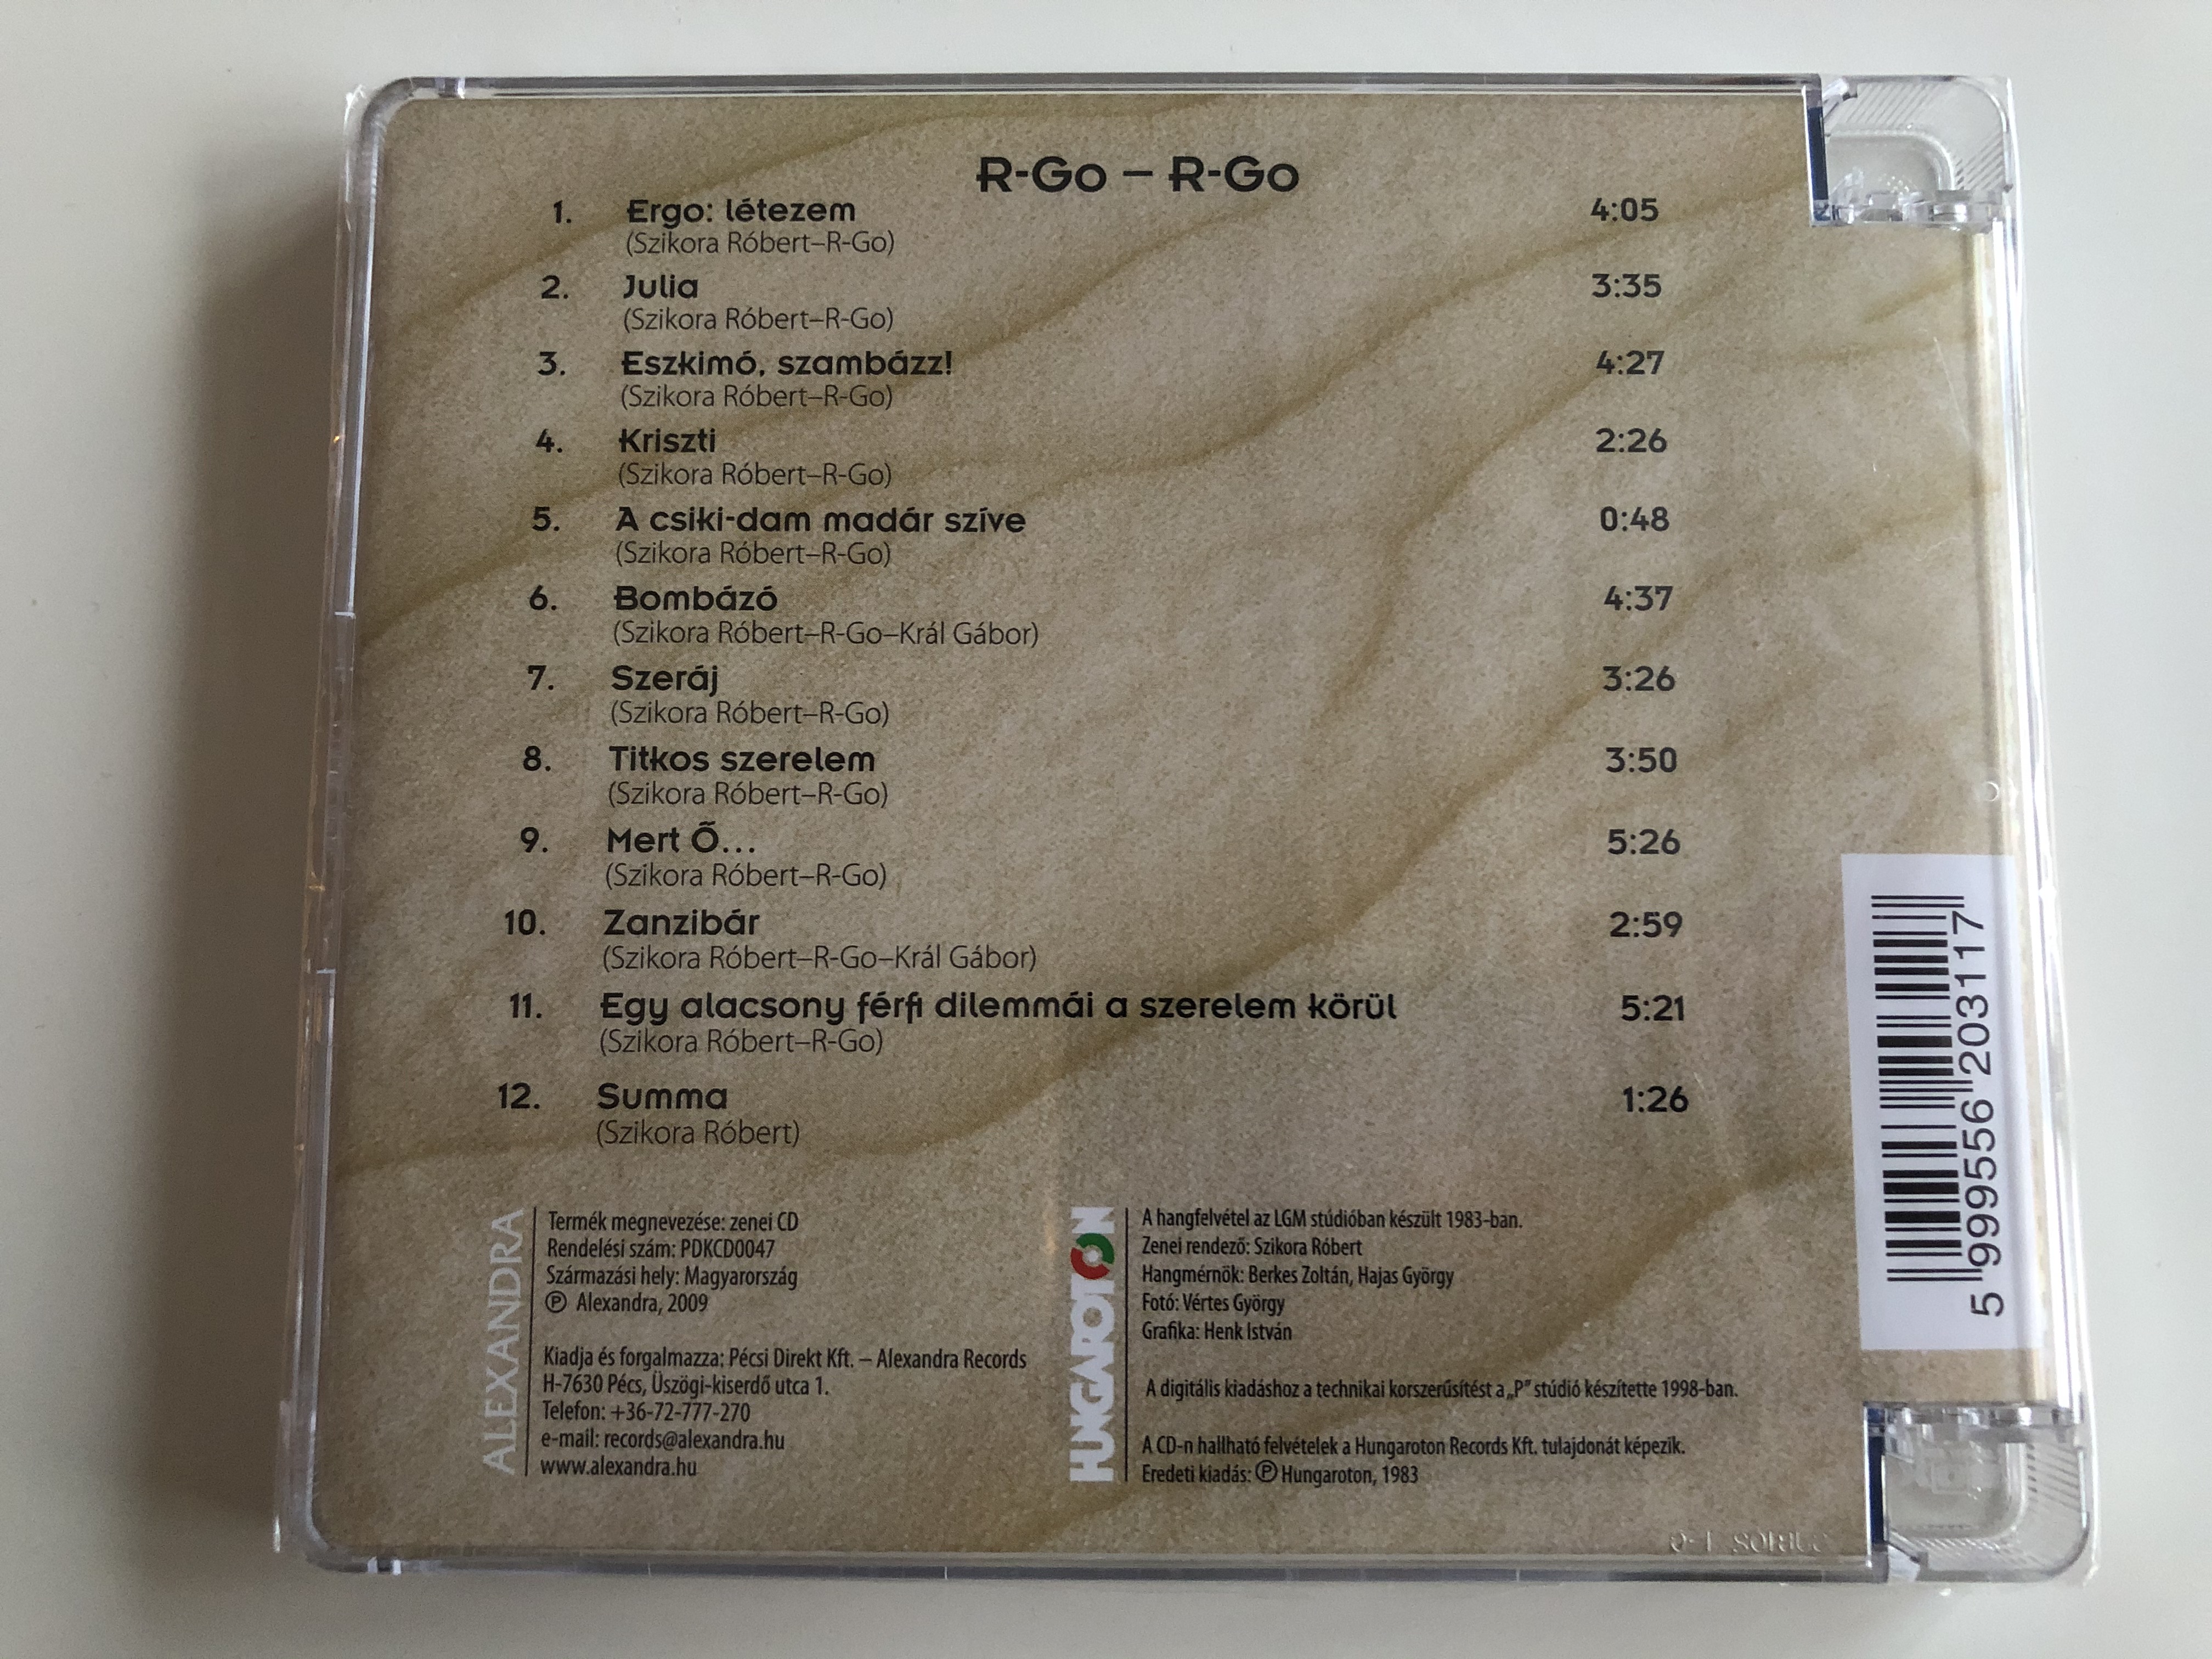 R-Go – R-Go
1. Ergo: létezem 4:05
(Szikora Róbert–R-Go)
2. Julia 3:35
(Szikora Róbert–R-Go)
3. Eszkimó, szambázz! 4:27
(Szikora Róbert–R-Go)
4. Kriszti 2:26
(Szikora Róbert–R-Go)
5. A csiki-dam madár szíve 0:48
(Szikora Róbert–R-Go)
6. Bombázó 4:37
(Szikora Róbert–R-Go–Král Gábor)
7. Szeráj 3:26
(Szikora Róbert–R-Go)
8. Titkos szerelem 3:50
(Szikora Róbert–R-Go)
9. Mert Õ... 5:26
(Szikora Róbert–R-Go)
10. Zanzibár 2:59
(Szikora Róbert–R-Go–Král Gábor)
11. Egy alacsony férfi dilemmái a szerelem körül 5:21
(Szikora Róbert–R-Go)
12. Summa 1:26
(Szikora Róbert)
ALEXANDRA
Termék megnevezése: zenei CD
Rendelési szám: PDKCD0047
Származási hely: Magyarország
℗ Alexandra, 2009
Kiadja és forgalmazza: Pécsi Direkt Kft. – Alexandra Records
H-7630 Pécs, Üszögi-kiserdő utca 1.
Telefon: +36-72-777-270
e-mail: records@alexandra.hu
www.alexandra.hu
HUNGAROTON
A hangfelvétel az LGM stúdióban készült 1983-ban.
Zenei rendező: Szikora Róbert
Hangmérnök: Berkes Zoltán, Hajas György
Fotó: Vértes György
Grafika: Henk István
A digitális kiadáshoz a technikai korszerűsítést a „P” stúdió készítette 1998-ban.
A CD-n hallható felvételek a Hungaroton Records Kft. tulajdonát képezik.
Eredeti kiadás: ℗ Hungaroton, 1983
5 999556 203117